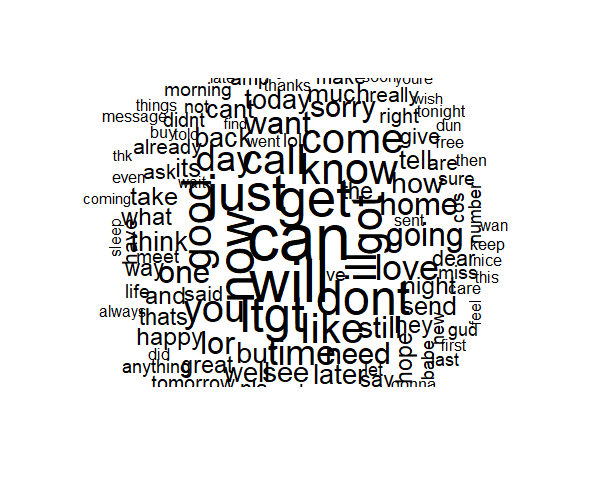 morning
things
not
message
didnt
cant
today
thanks
much
really
youre
wish
sorry
right
tonight
dun
free
buy
told
find
want
back
went
lol
come
give
already
thk
day
call
know
tell
are
then
even
ask
its
wait
the
how
sure
coming
take
just
get
home
cos
number
what
good
got
sent
wan
sleep
have
think
now
can
going
keep
meet
way
one
will
ve
ill
love
dear
nice
miss
this
life
and
said
dont
night
care
always
thats
you
ltgt
like
still
send
hey
new
gud
feel
happy
lor
but
time
need
hope
babe
first
last
did
anything
great
well
see
later
let
say
tomorrow
gonna